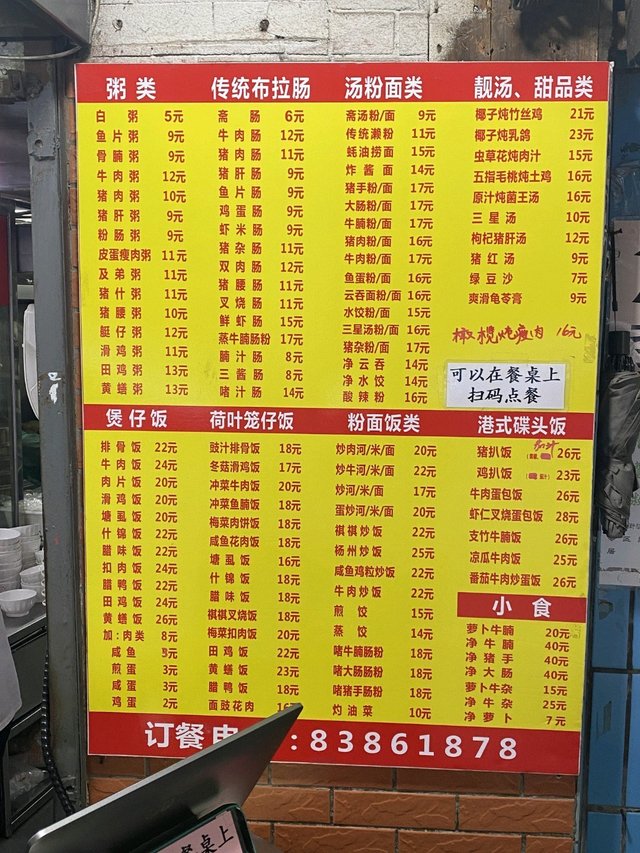 粥类
白粥 5元
鱼片粥 9元
骨腩粥 9元
牛肉粥 12元
猪肉粥 10元
猪肝粥 9元
粉肠粥 9元
皮蛋瘦肉粥 11元
及弟粥 11元
猪什粥 11元
猪腰粥 10元
艇仔粥 12元
滑鸡粥 11元
田鸡粥 13元
黄鳝粥 13元
传统布拉肠
斋肠 6元
牛肉肠 12元
猪肉肠 11元
猪肝肠 9元
鱼片肠 9元
鸡蛋肠 9元
虾米肠 9元
猪杂肠 11元
双肉肠 12元
猪腰肠 11元
叉烧肠 11元
鲜虾肠 15元
蒸牛腩肠粉 17元
腩汁肠 8元
三酱肠 8元
啫汁肠 14元
汤粉面类
斋汤粉/面 9元
传统濑粉 11元
蚝油捞面 15元
炸酱面 14元
猪手粉/面 17元
大肠粉/面 17元
牛腩粉/面 17元
猪肉粉/面 16元
牛肉粉/面 17元
鱼蛋粉/面 16元
云吞面粉/面 16元
水饺粉/面 15元
三星汤粉/面 16元
猪杂粉/面 17元
净云吞 14元
净水饺 14元
酸辣粉 16元
靓汤、甜品类
椰子炖竹丝鸡 21元
椰子炖乳鸽 23元
虫草花炖肉汁 15元
五指毛桃炖土鸡 16元
原汁炖菌王汤 16元
三星汤 10元
枸杞猪肝汤 12元
猪红汤 9元
绿豆沙 7元
爽滑龟苓膏 9元
橄榄炖瘦肉 16元
可以在餐桌上
扫码点餐
煲仔饭
排骨饭 22元
牛肉饭 24元
肉片饭 20元
滑鸡饭 20元
塘虱饭 20元
什锦饭 22元
腊味饭 22元
扣肉饭 24元
腊鸭饭 22元
田鸡饭 24元
黄鳝饭 26元
加:肉类 8元
咸鱼 5元
煎蛋 3元
咸蛋 3元
鸡蛋 2元
荷叶笼仔饭
豉汁排骨饭 18元
冬菇滑鸡饭 17元
冲菜牛肉饭 20元
冲菜鱼腩饭 18元
梅菜肉饼饭 18元
咸鱼花肉饭 18元
塘虱饭 16元
什锦饭 18元
腊味饭 18元
祺祺叉烧饭 18元
梅菜扣肉饭 20元
田鸡饭 22元
黄鳝饭 23元
腊鸭饭 18元
面豉花肉 16元
粉面饭类
炒肉河/米/面 20元
炒牛河/米/面 22元
炒河/米/面 17元
蛋炒河/米/面 20元
祺祺炒饭 22元
杨州炒饭 25元
咸鱼鸡粒炒饭 22元
牛肉炒饭 22元
煎饺 15元
蒸饺 14元
啫牛腩肠粉 18元
啫大肠肠粉 18元
啫猪手肠粉 18元
灼油菜 10元
港式碟头饭
猪扒饭 26元
鸡扒饭 23元
牛肉蛋包饭 26元
虾仁叉烧蛋包饭 28元
支竹牛腩饭 26元
凉瓜牛肉饭 25元
番茄牛肉炒蛋饭 26元
小食
萝卜牛腩 20元
净牛腩 40元
净猪手 40元
净大肠 40元
萝卜牛杂 15元
净牛杂 25元
净萝卜 7元
订餐电 :83861878
餐桌上